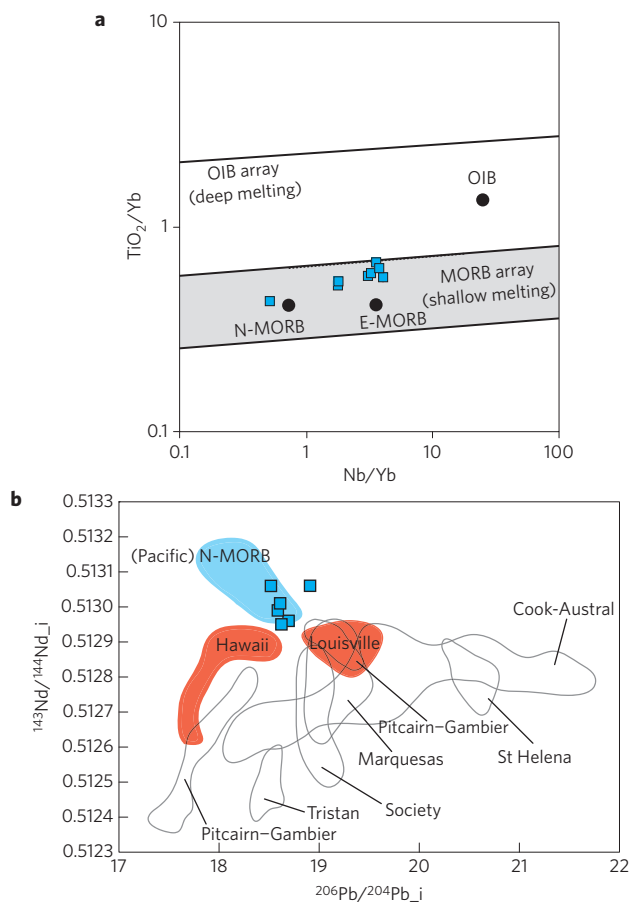 a
10
1
0.1
TiO₂/Yb
OIB array
(deep melting)
OIB
MORB array
(shallow melting)
N-MORB
E-MORB
0.1
1
10
100
Nb/Yb
b
0.5133
0.5132
0.5131
0.5130
0.5129
0.5128
0.5127
0.5126
0.5125
0.5124
0.5123
¹⁴³Nd/¹⁴⁴Nd_i
(Pacific) N-MORB
Hawaii
Louisville
Cook-Austral
Pitcairn–Gambier
St Helena
Marquesas
Society
Tristan
Pitcairn–Gambier
17
18
19
20
21
22
²⁰⁶Pb/²⁰⁴Pb_i